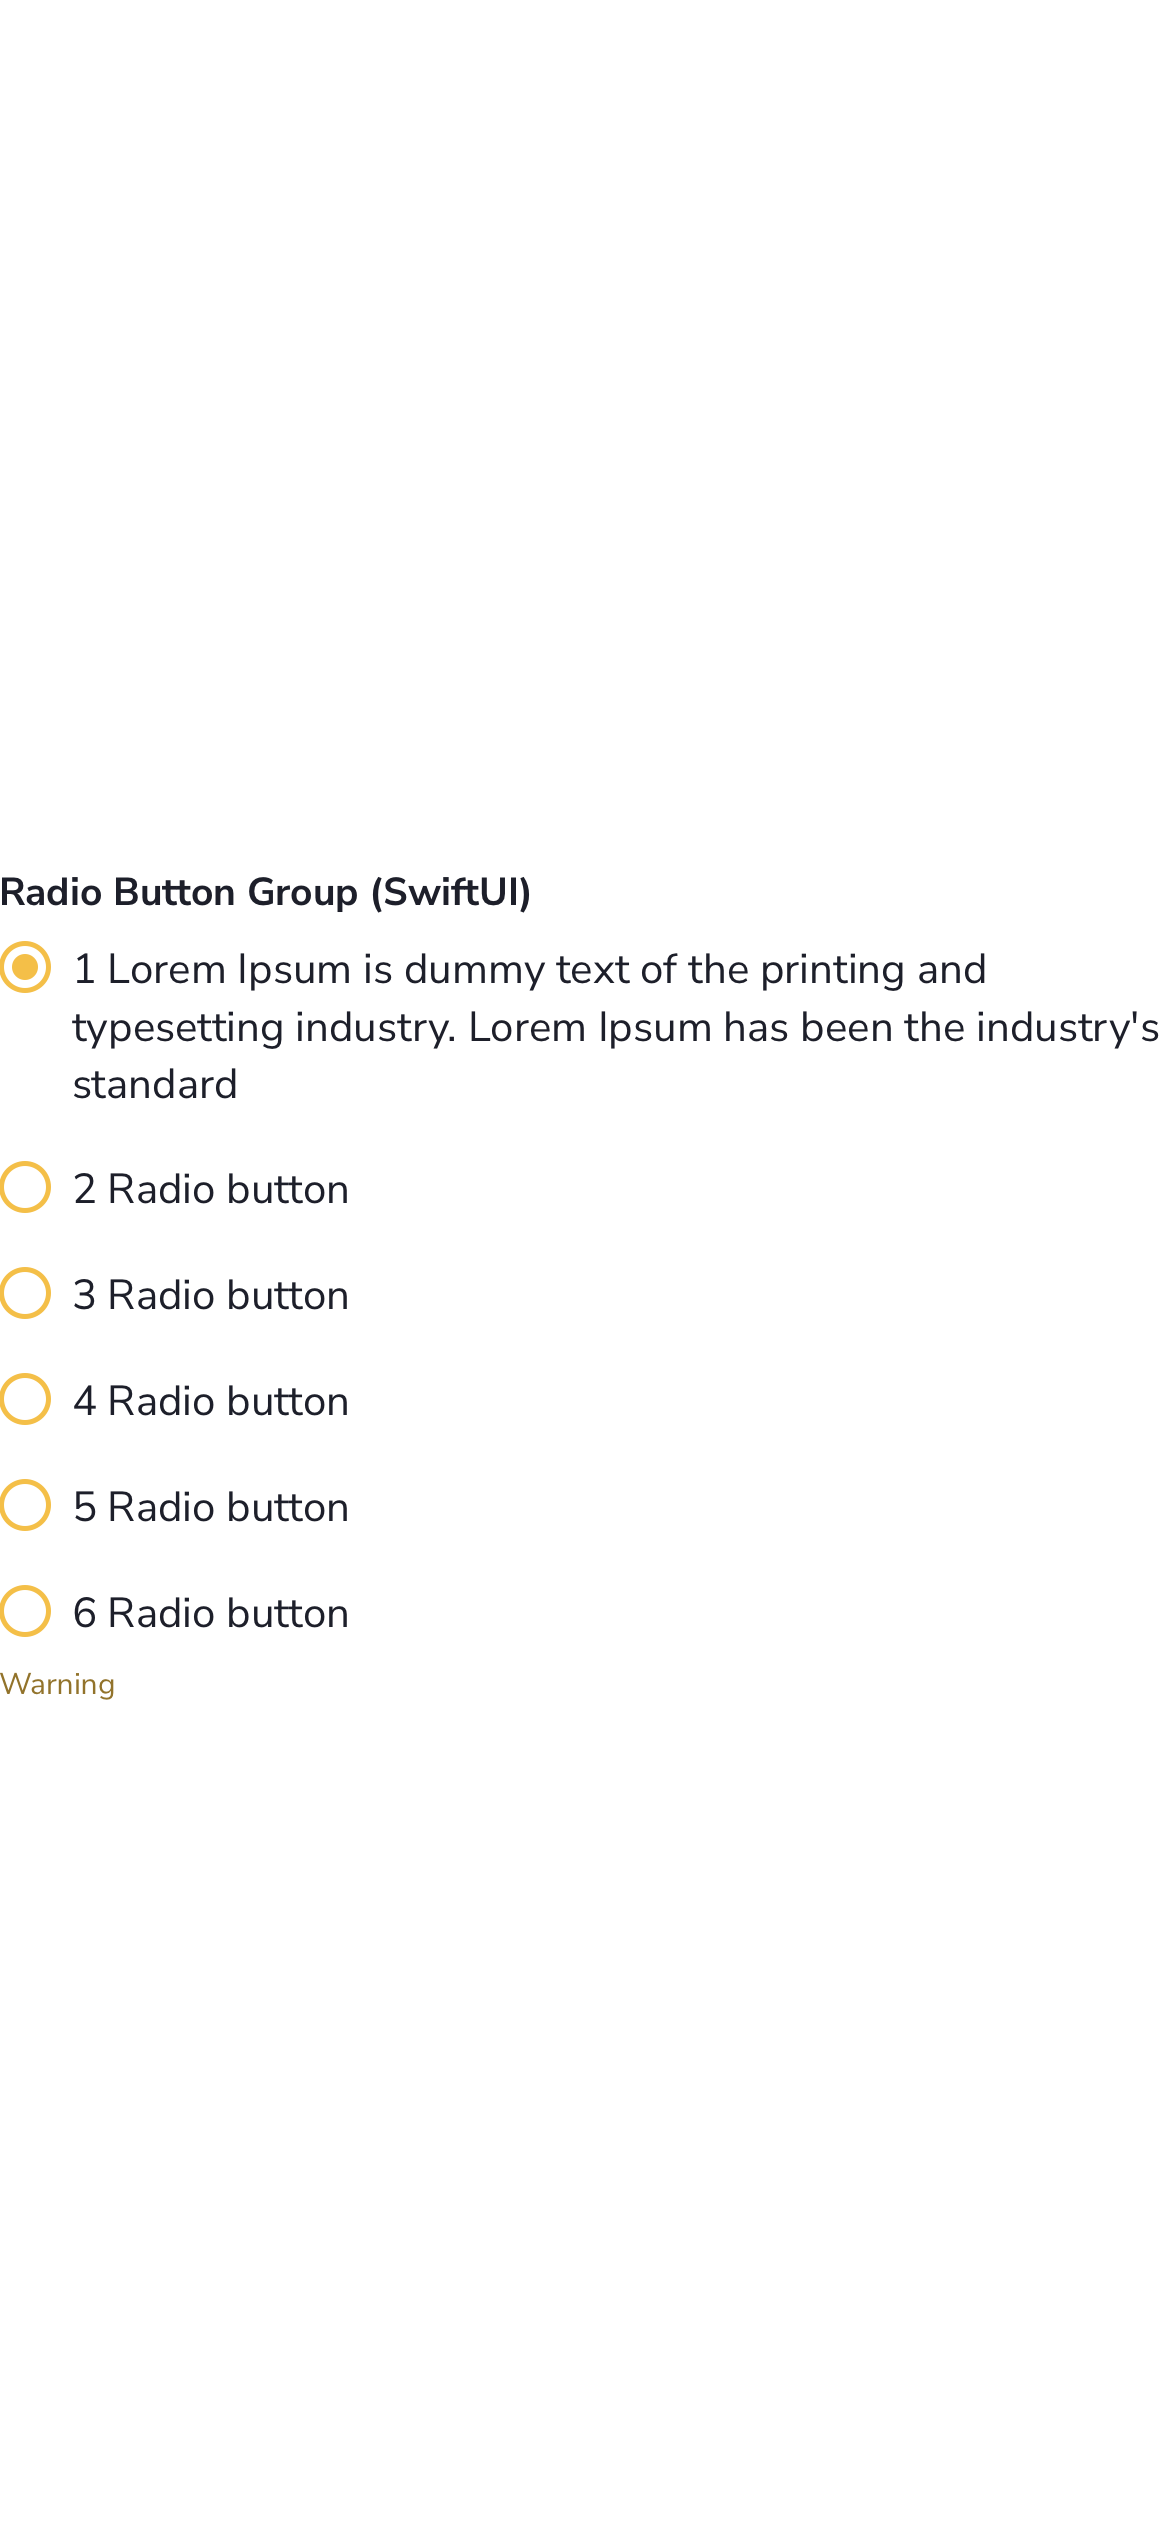 Radio Button Group (SwiftUI)
1 Lorem Ipsum is dummy text of the printing and
typesetting industry. Lorem Ipsum has been the industry's
standard
2 Radio button
3 Radio button
4 Radio button
5 Radio button
6 Radio button
Warning